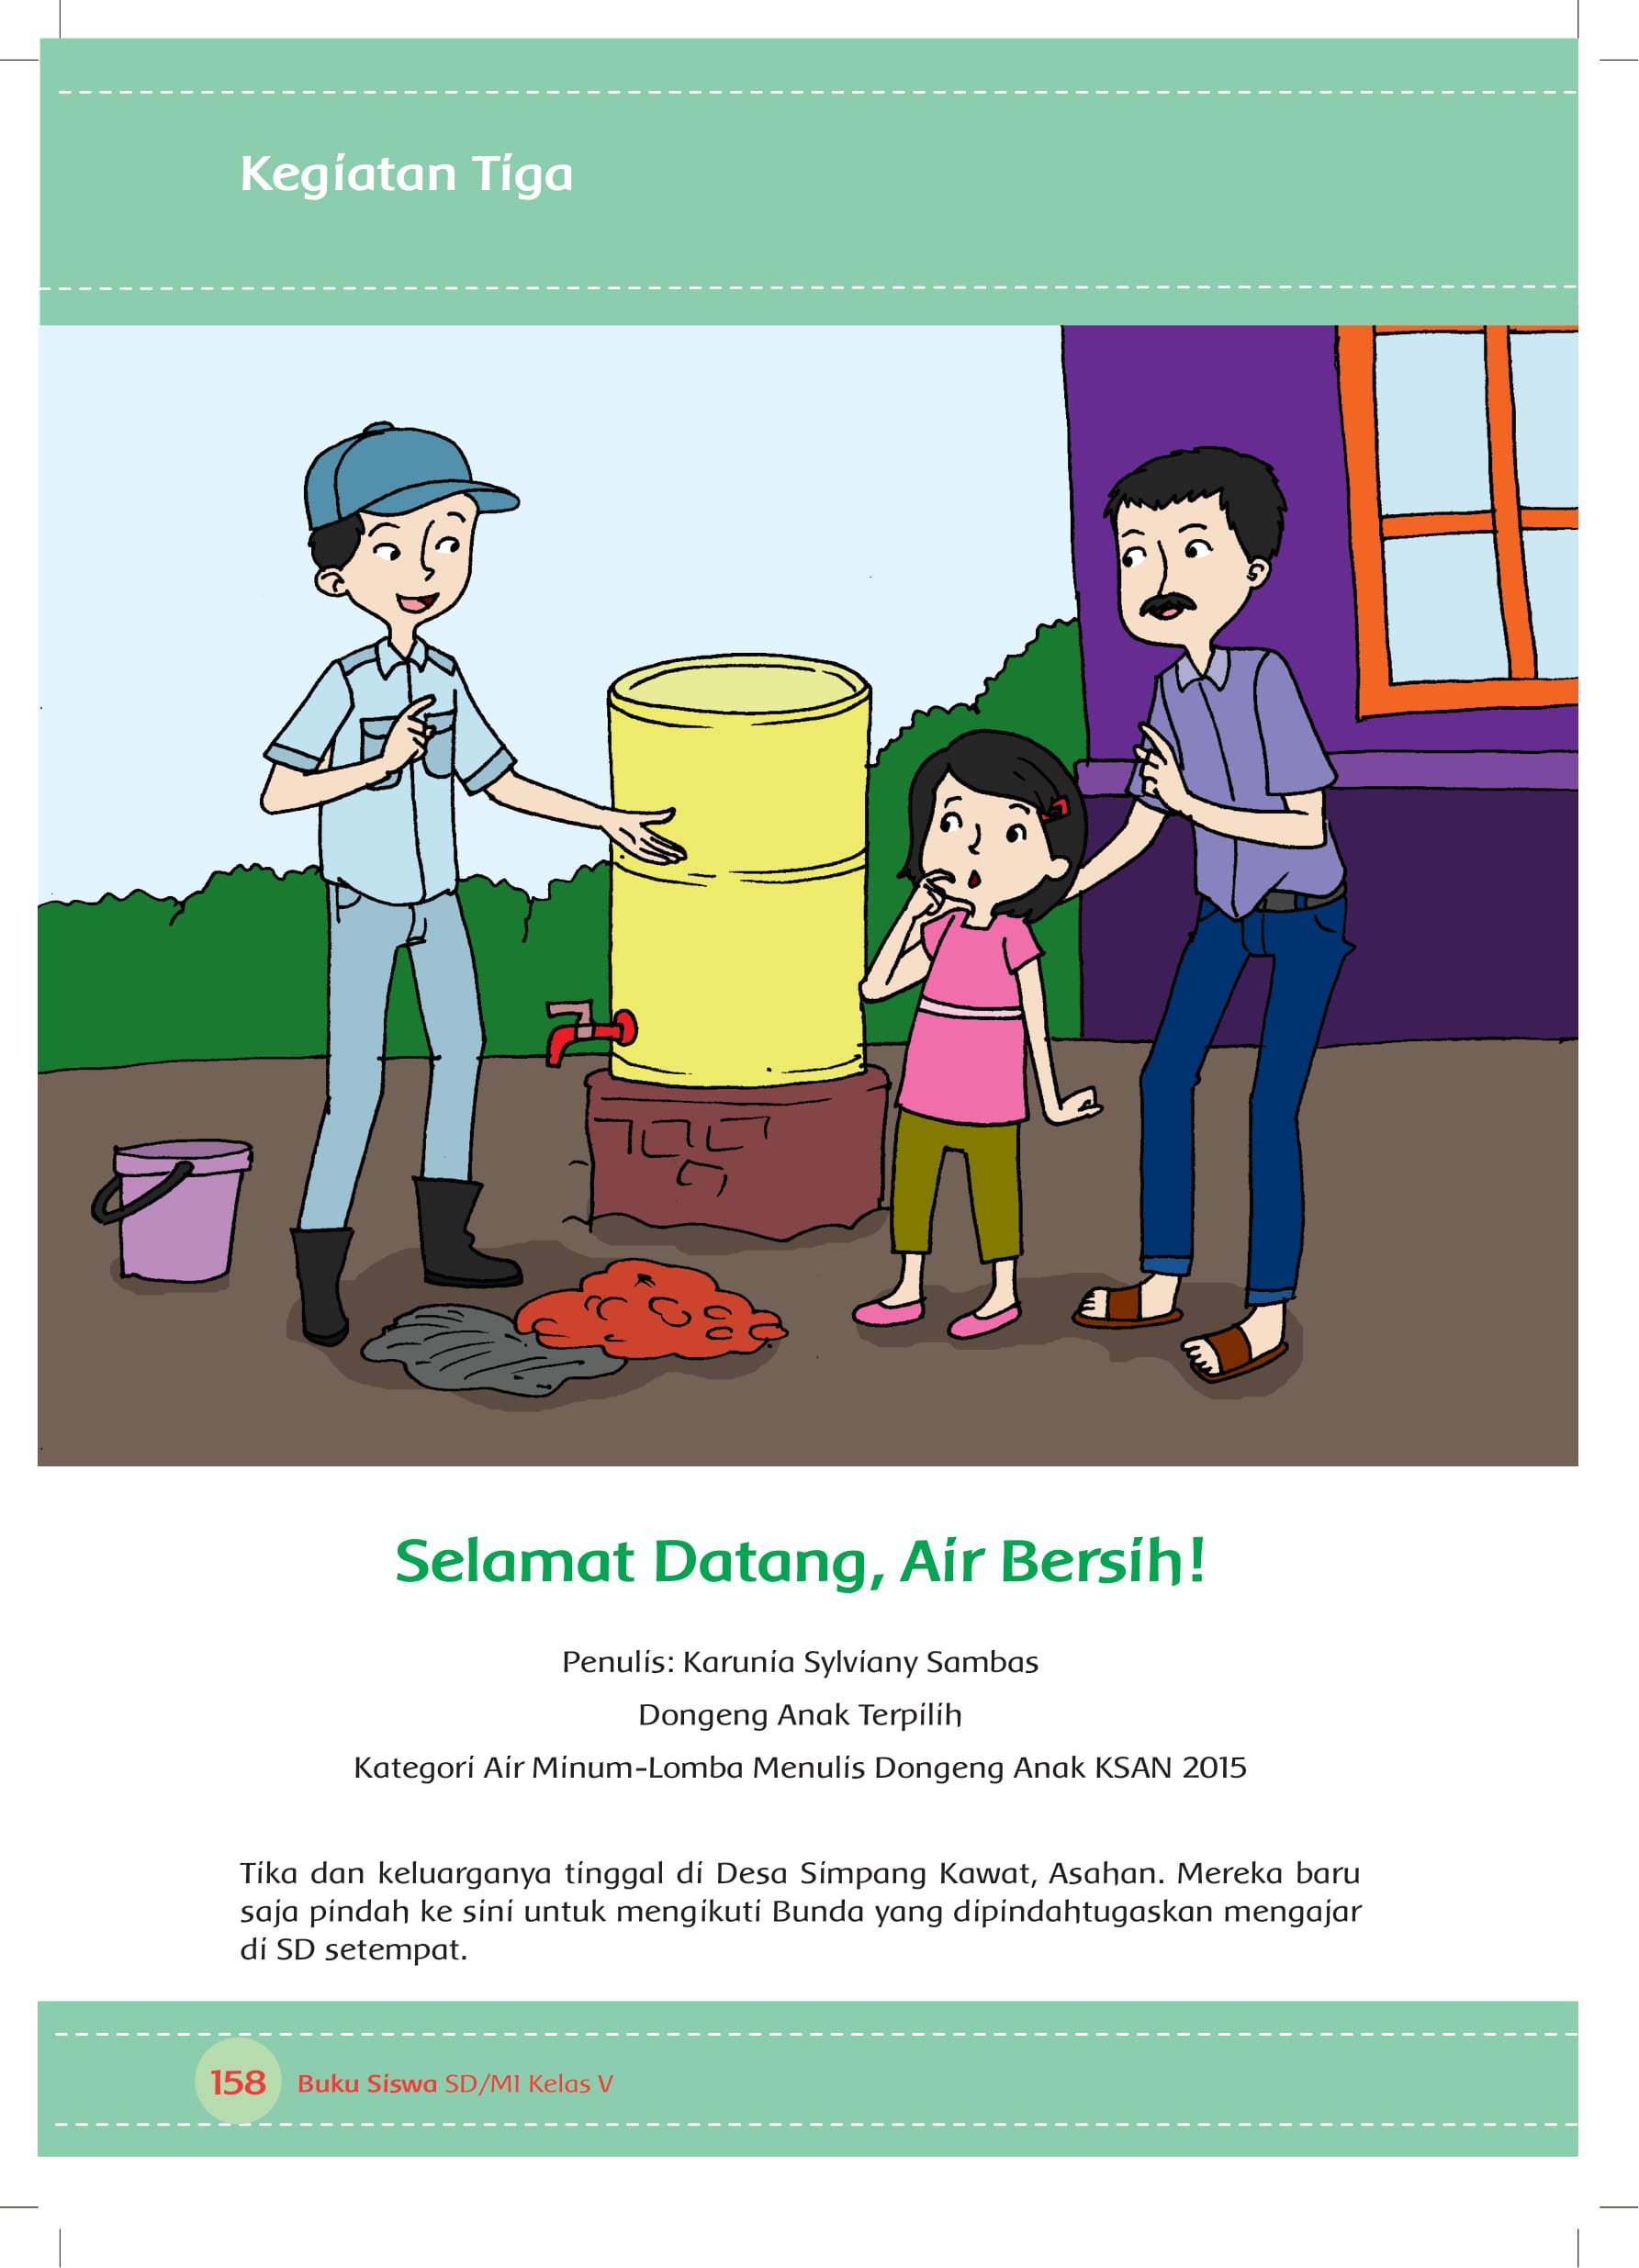 Kegiatan Tiga
Selamat Datang, Air Bersih!
Penulis: Karunia Sylviany Sambas
Dongeng Anak Terpilih
Kategori Air Minum-Lomba Menulis Dongeng Anak KSAN 2015
Tika dan keluarganya tinggal di Desa Simpang Kawat, Asahan. Mereka baru
saja pindah ke sini untuk mengikuti Bunda yang dipindahtugaskan mengajar
di SD setempat.
158 Buku Siswa SD/MI Kelas V